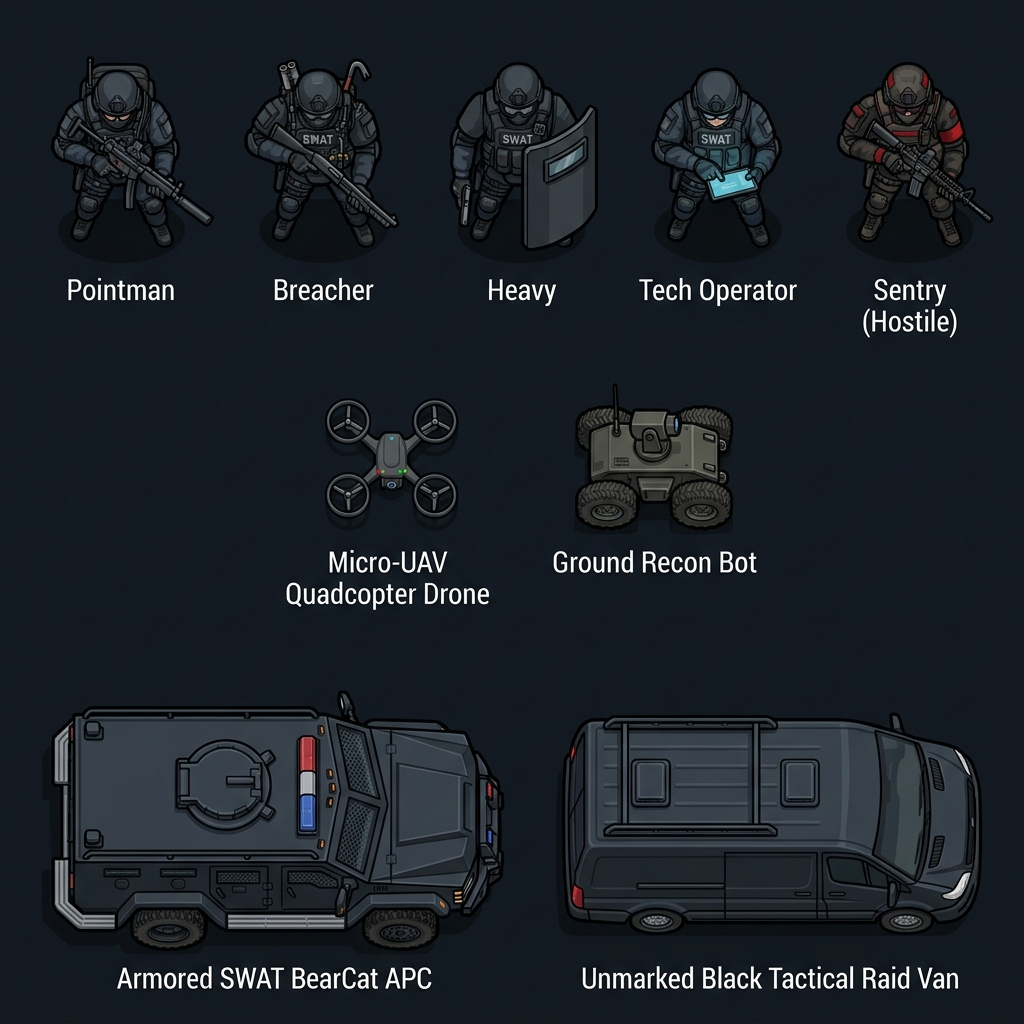 SWAT
SWAT
SWAT
Pointman
Breacher
Heavy
Tech Operator
Sentry
(Hostile)
Micro-UAV
Quadcopter Drone
Ground Recon Bot
Armored SWAT BearCat APC
Unmarked Black Tactical Raid Van